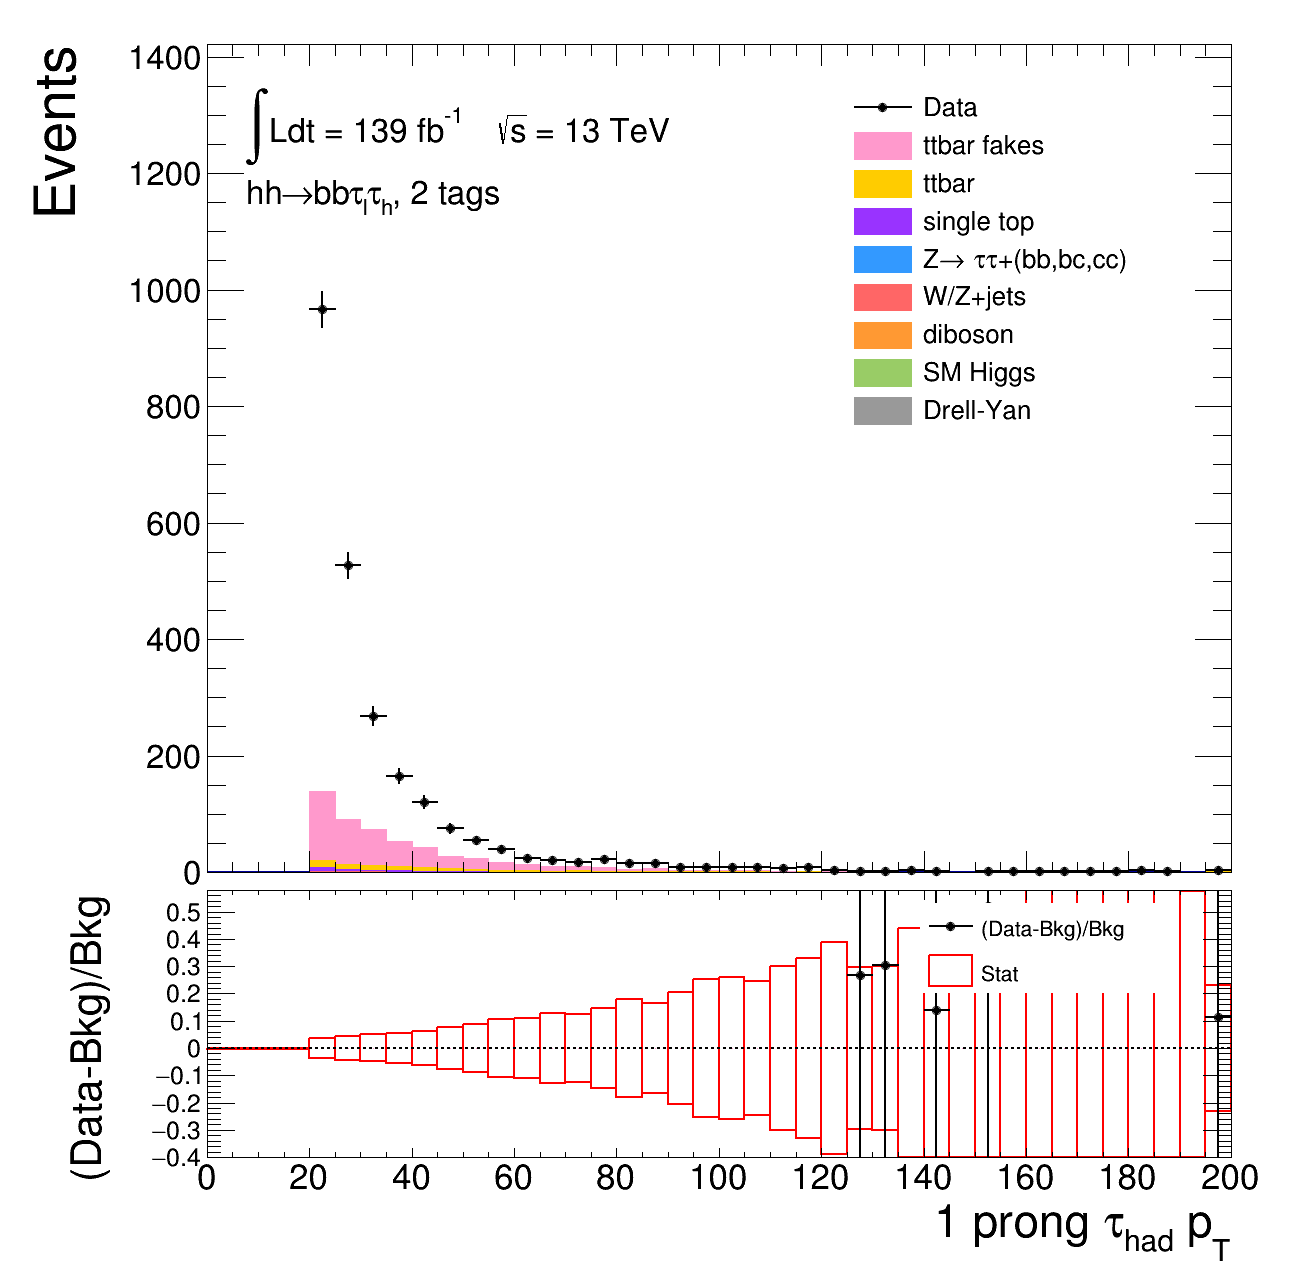 Events
1400
1200
1000
800
600
400
200
0
∫Ldt = 139 fb⁻¹ √s = 13 TeV
hh→bbτₗτₕ, 2 tags
Data
ttbar fakes
ttbar
single top
Z→ ττ+(bb,bc,cc)
W/Z+jets
diboson
SM Higgs
Drell-Yan
(Data-Bkg)/Bkg
0.5
0.4
0.3
0.2
0.1
0
−0.1
−0.2
−0.3
−0.4
(Data-Bkg)/Bkg
Stat
0 20 40 60 80 100 120 140 160 180 200
1 prong τ_had p_T